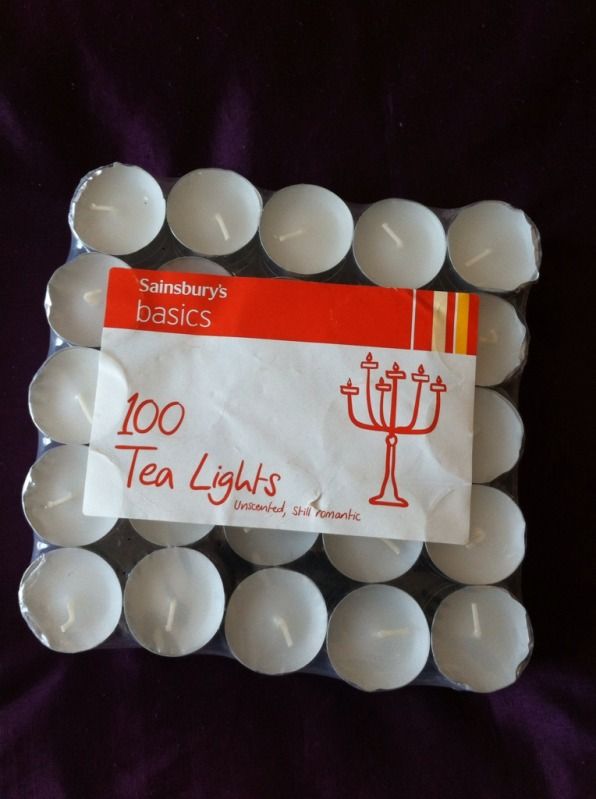 Sainsbury's
basics
100
Tea Lights
Unscented, still romantic